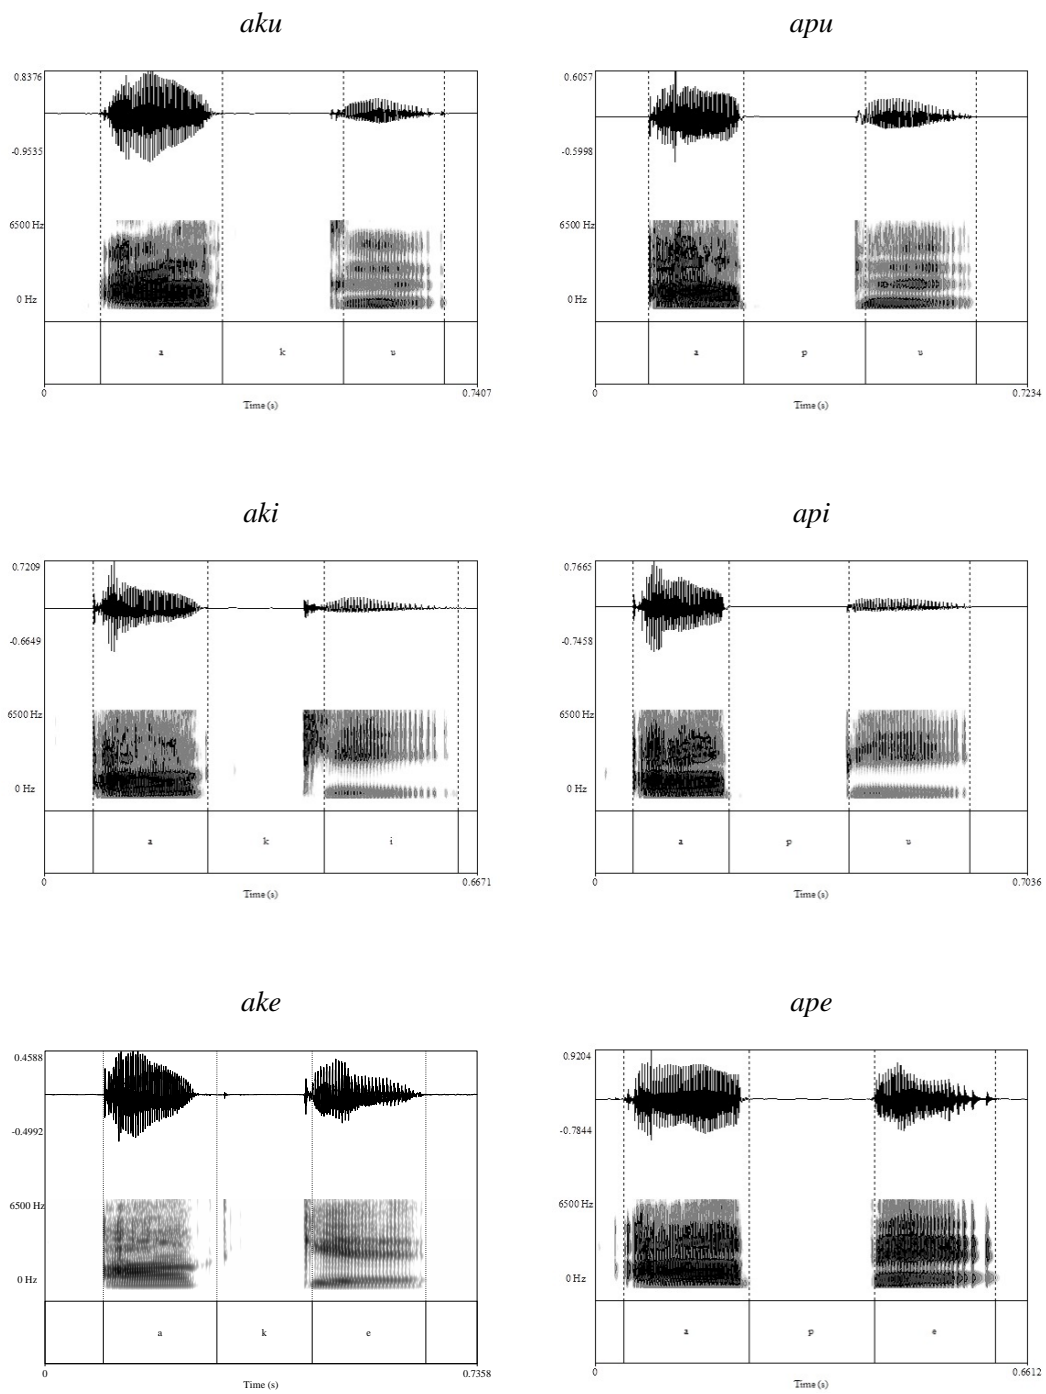 aku
0.8376
-0.9535
6500 Hz
0 Hz
a k u
0 0.7407
Time (s)
apu
0.6057
-0.5998
6500 Hz
0 Hz
a p u
0 0.7234
Time (s)
aki
0.7209
-0.6649
6500 Hz
0 Hz
a k i
0 0.6671
Time (s)
api
0.7665
-0.7458
6500 Hz
0 Hz
a p u
0 0.7036
Time (s)
ake
0.4588
-0.4992
6500 Hz
0 Hz
a k e
0 0.7358
Time (s)
ape
0.9204
-0.7844
6500 Hz
0 Hz
a p e
0 0.6612
Time (s)